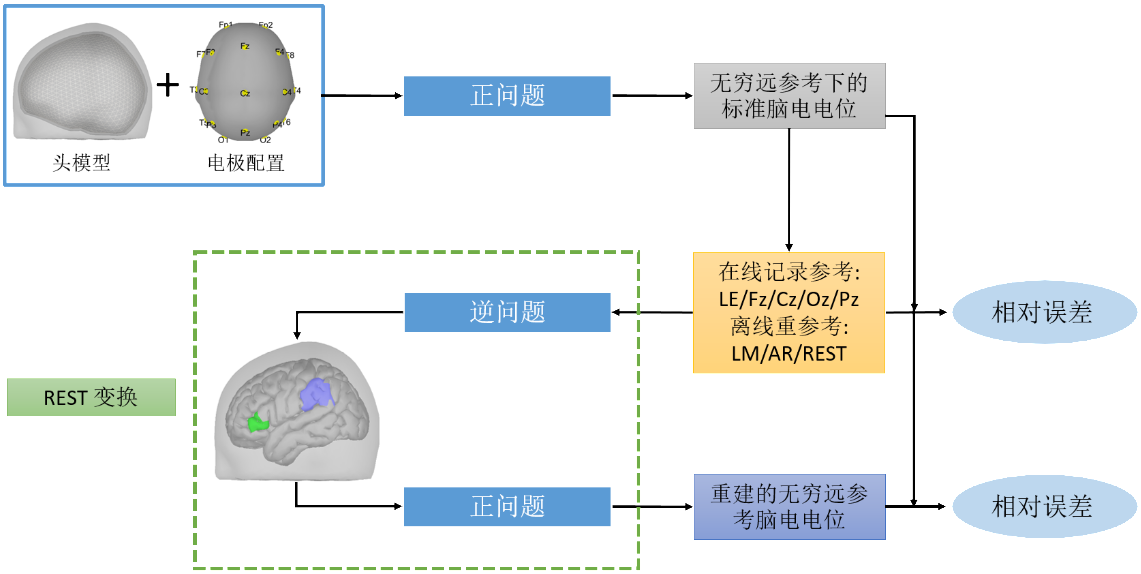 Fp1 Fp2
F7 F3 Fz F4 F8
T3 C3 Cz C4 T4
T5 P3 Pz P4 T6
O1 O2
+
头模型
电极配置
正问题
无穷远参考下的
标准脑电电位
在线记录参考:
LE/Fz/Cz/Oz/Pz
离线重参考:
LM/AR/REST
相对误差
逆问题
REST 变换
正问题
重建的无穷远参
考脑电电位
相对误差